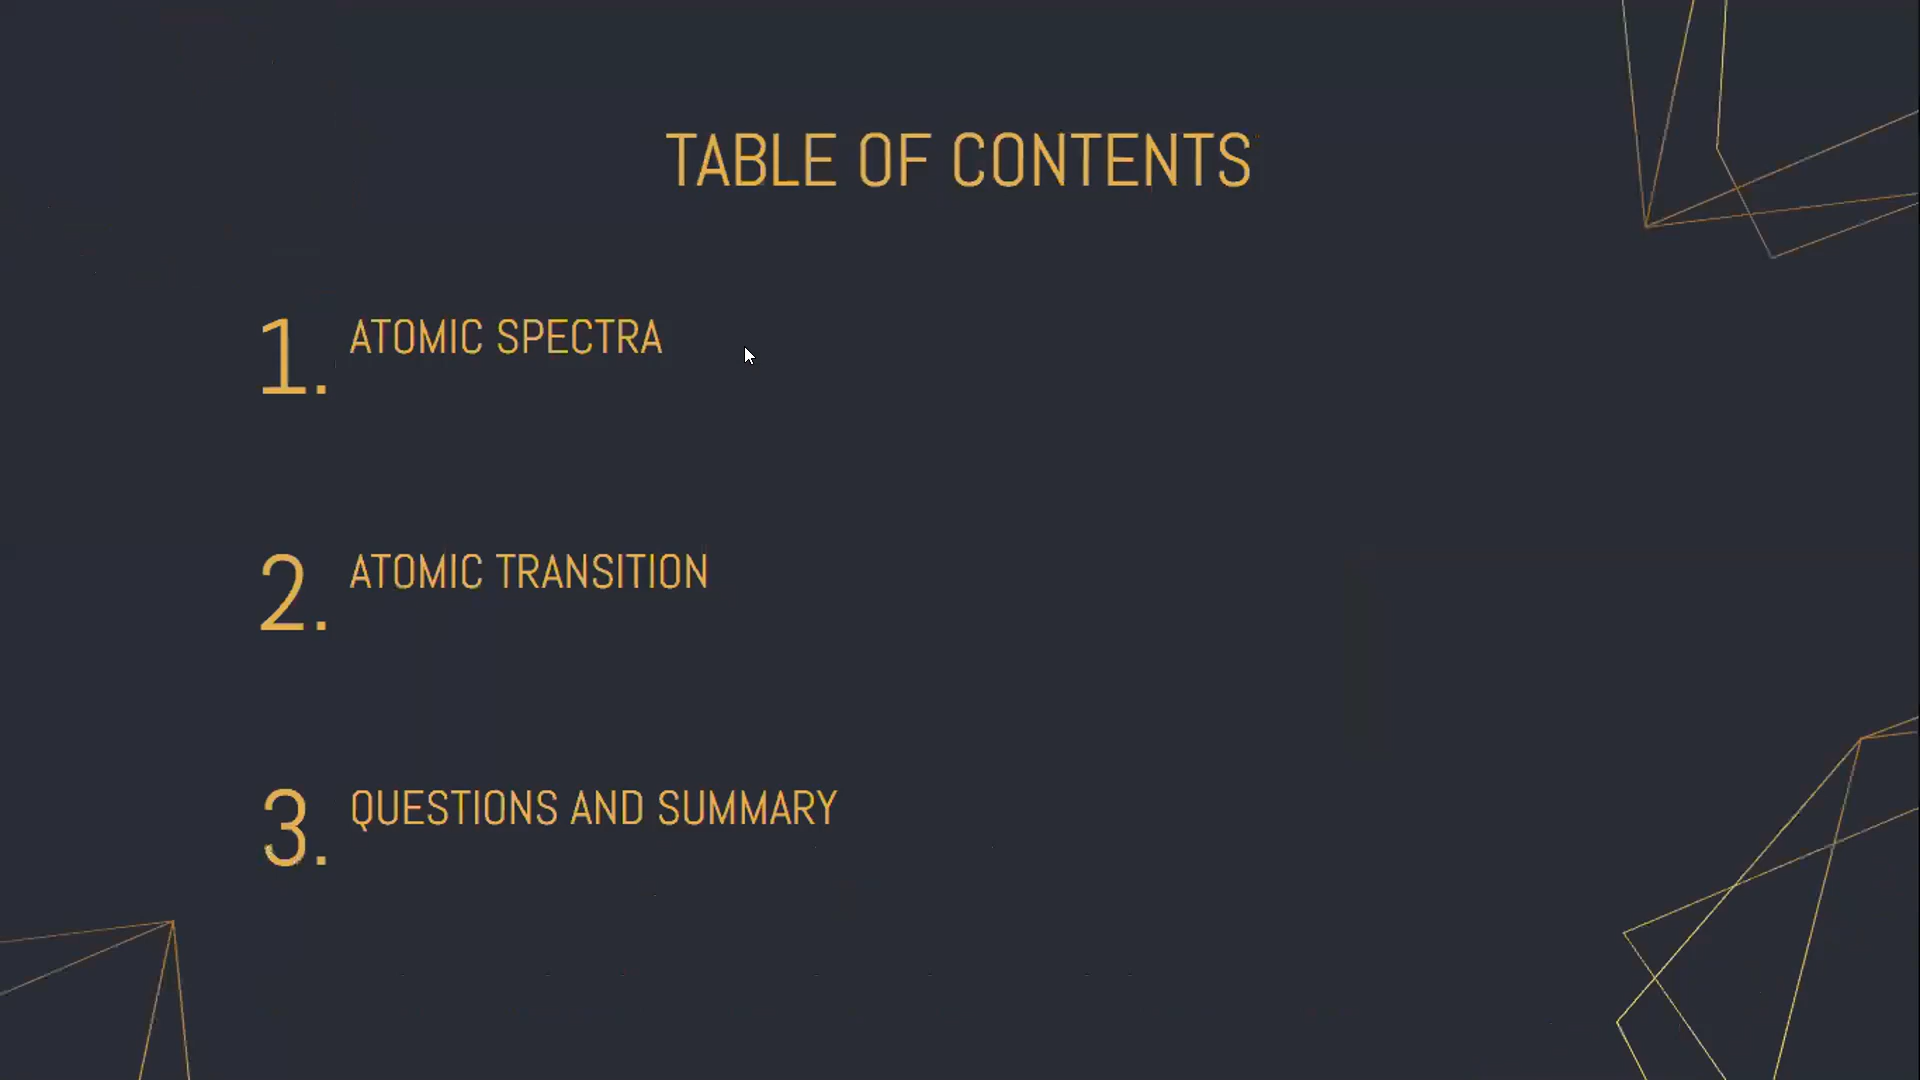 TABLE OF CONTENTS
1. ATOMIC SPECTRA
2. ATOMIC TRANSITION
3. QUESTIONS AND SUMMARY